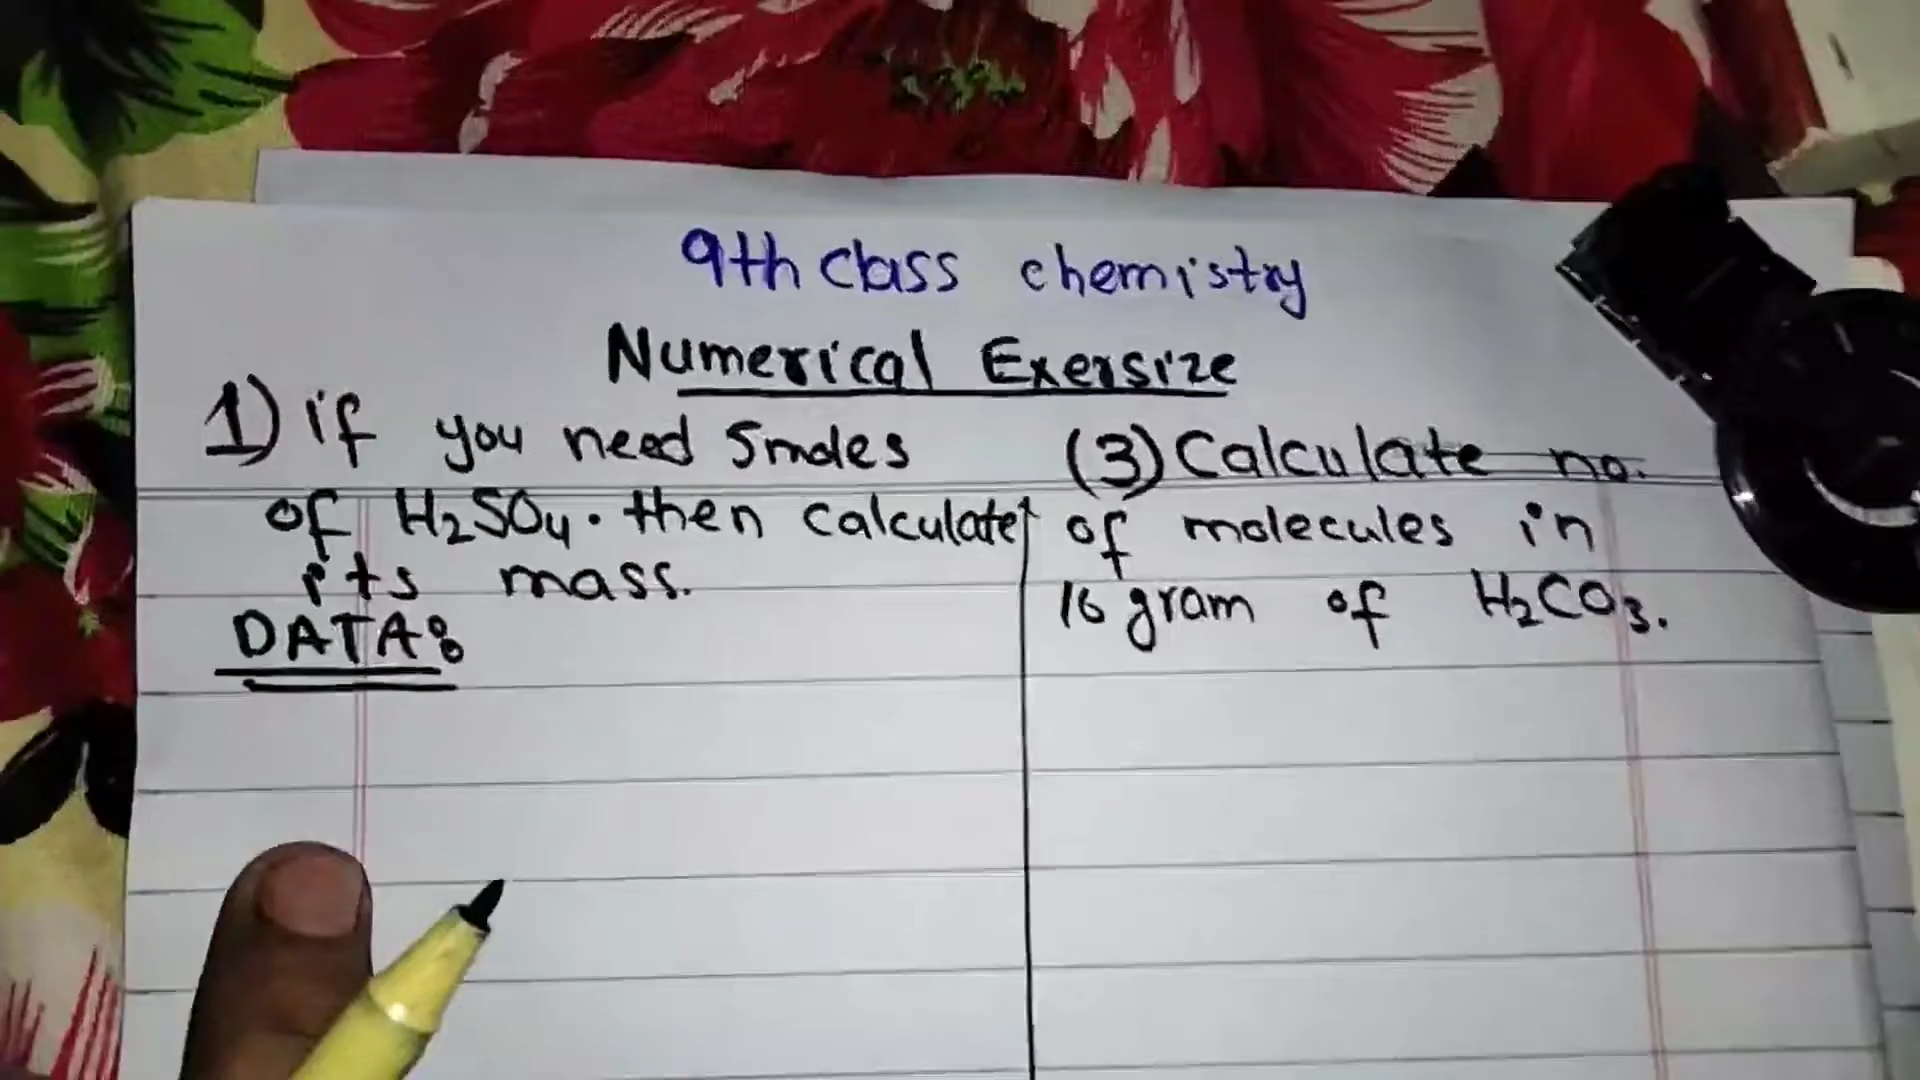 9th class chemistry
Numerical Exersize
1) if you need 5moles
of H₂SO₄. then calculate
its mass.
DATA:
(3) Calculate no.
of molecules in
16 gram of H₂CO₃.